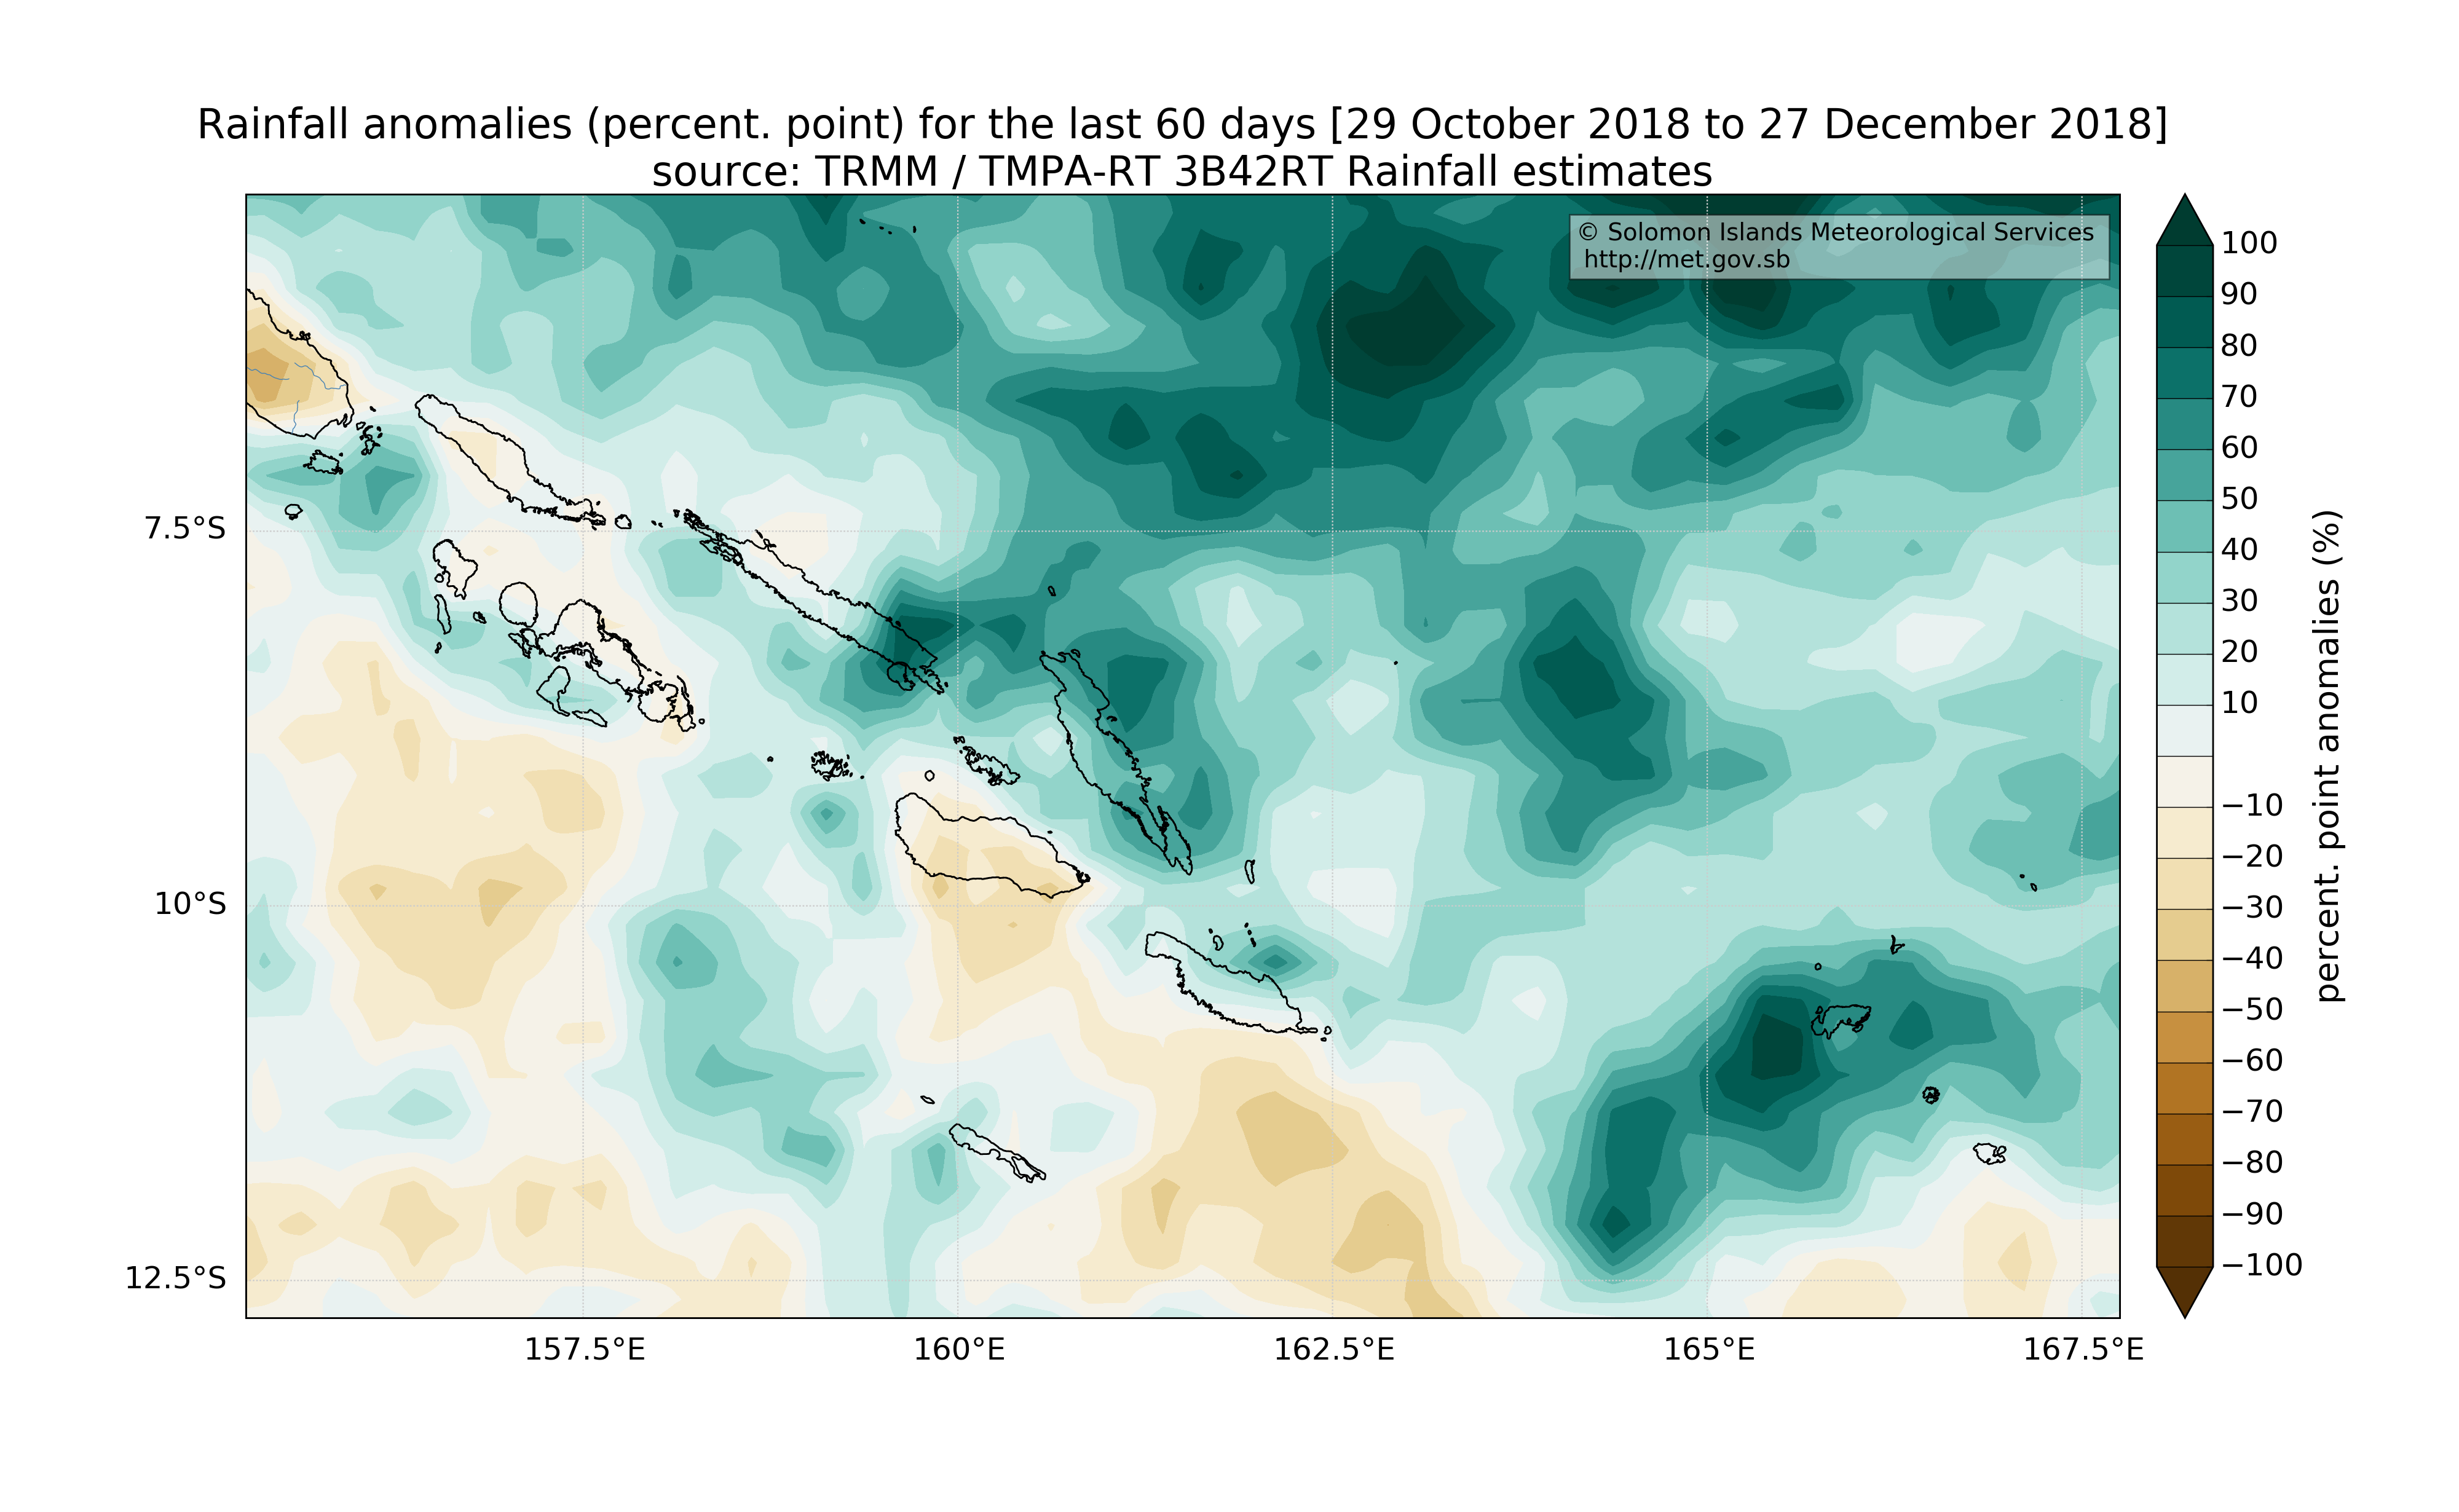 Rainfall anomalies (percent. point) for the last 60 days [29 October 2018 to 27 December 2018]
source: TRMM / TMPA-RT 3B42RT Rainfall estimates
© Solomon Islands Meteorological Services
http://met.gov.sb
7.5°S
10°S
12.5°S
157.5°E
160°E
162.5°E
165°E
167.5°E
100
90
80
70
60
50
40
30
20
10
−10
−20
−30
−40
−50
−60
−70
−80
−90
−100
percent. point anomalies (%)